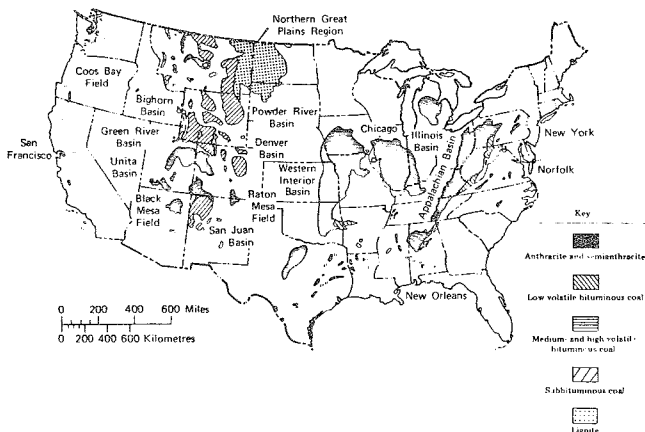 Northern Great
Plains Region
Coos Bay
Field
Bighorn
Basin
Powder River
Basin
Chicago
Illinois
Basin
New York
Green River
Basin
San
Francisco
Denver
Basin
Appalachian Basin
Unita
Basin
Western
Interior
Basin
Norfolk
Black
Mesa
Field
Raton
Mesa
Field
San Juan
Basin
New Orleans
0 200 400 600 Miles
0 200 400 600 Kilometres
Key
Anthracite and semianthracite
Low volatile bituminous coal
Medium- and high volatile
bituminous coal
Subbituminous coal
Lignite